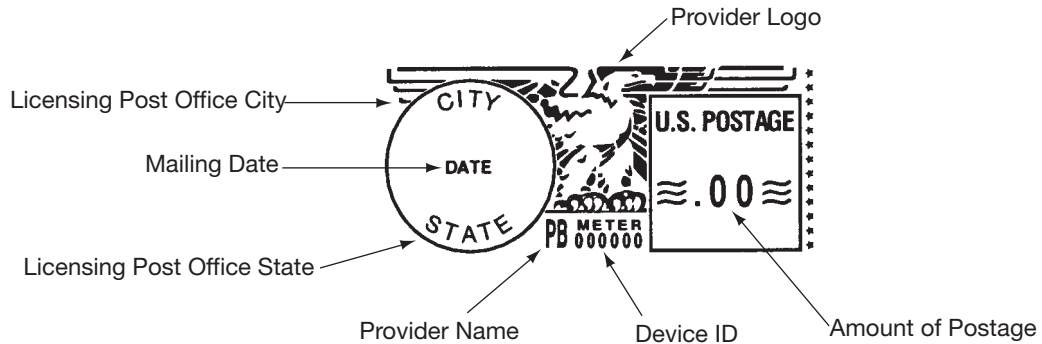 Provider Logo
Licensing Post Office City
CITY
U.S. POSTAGE
Mailing Date
DATE
.00
STATE
PB METER
000000
Licensing Post Office State
Provider Name
Device ID
Amount of Postage